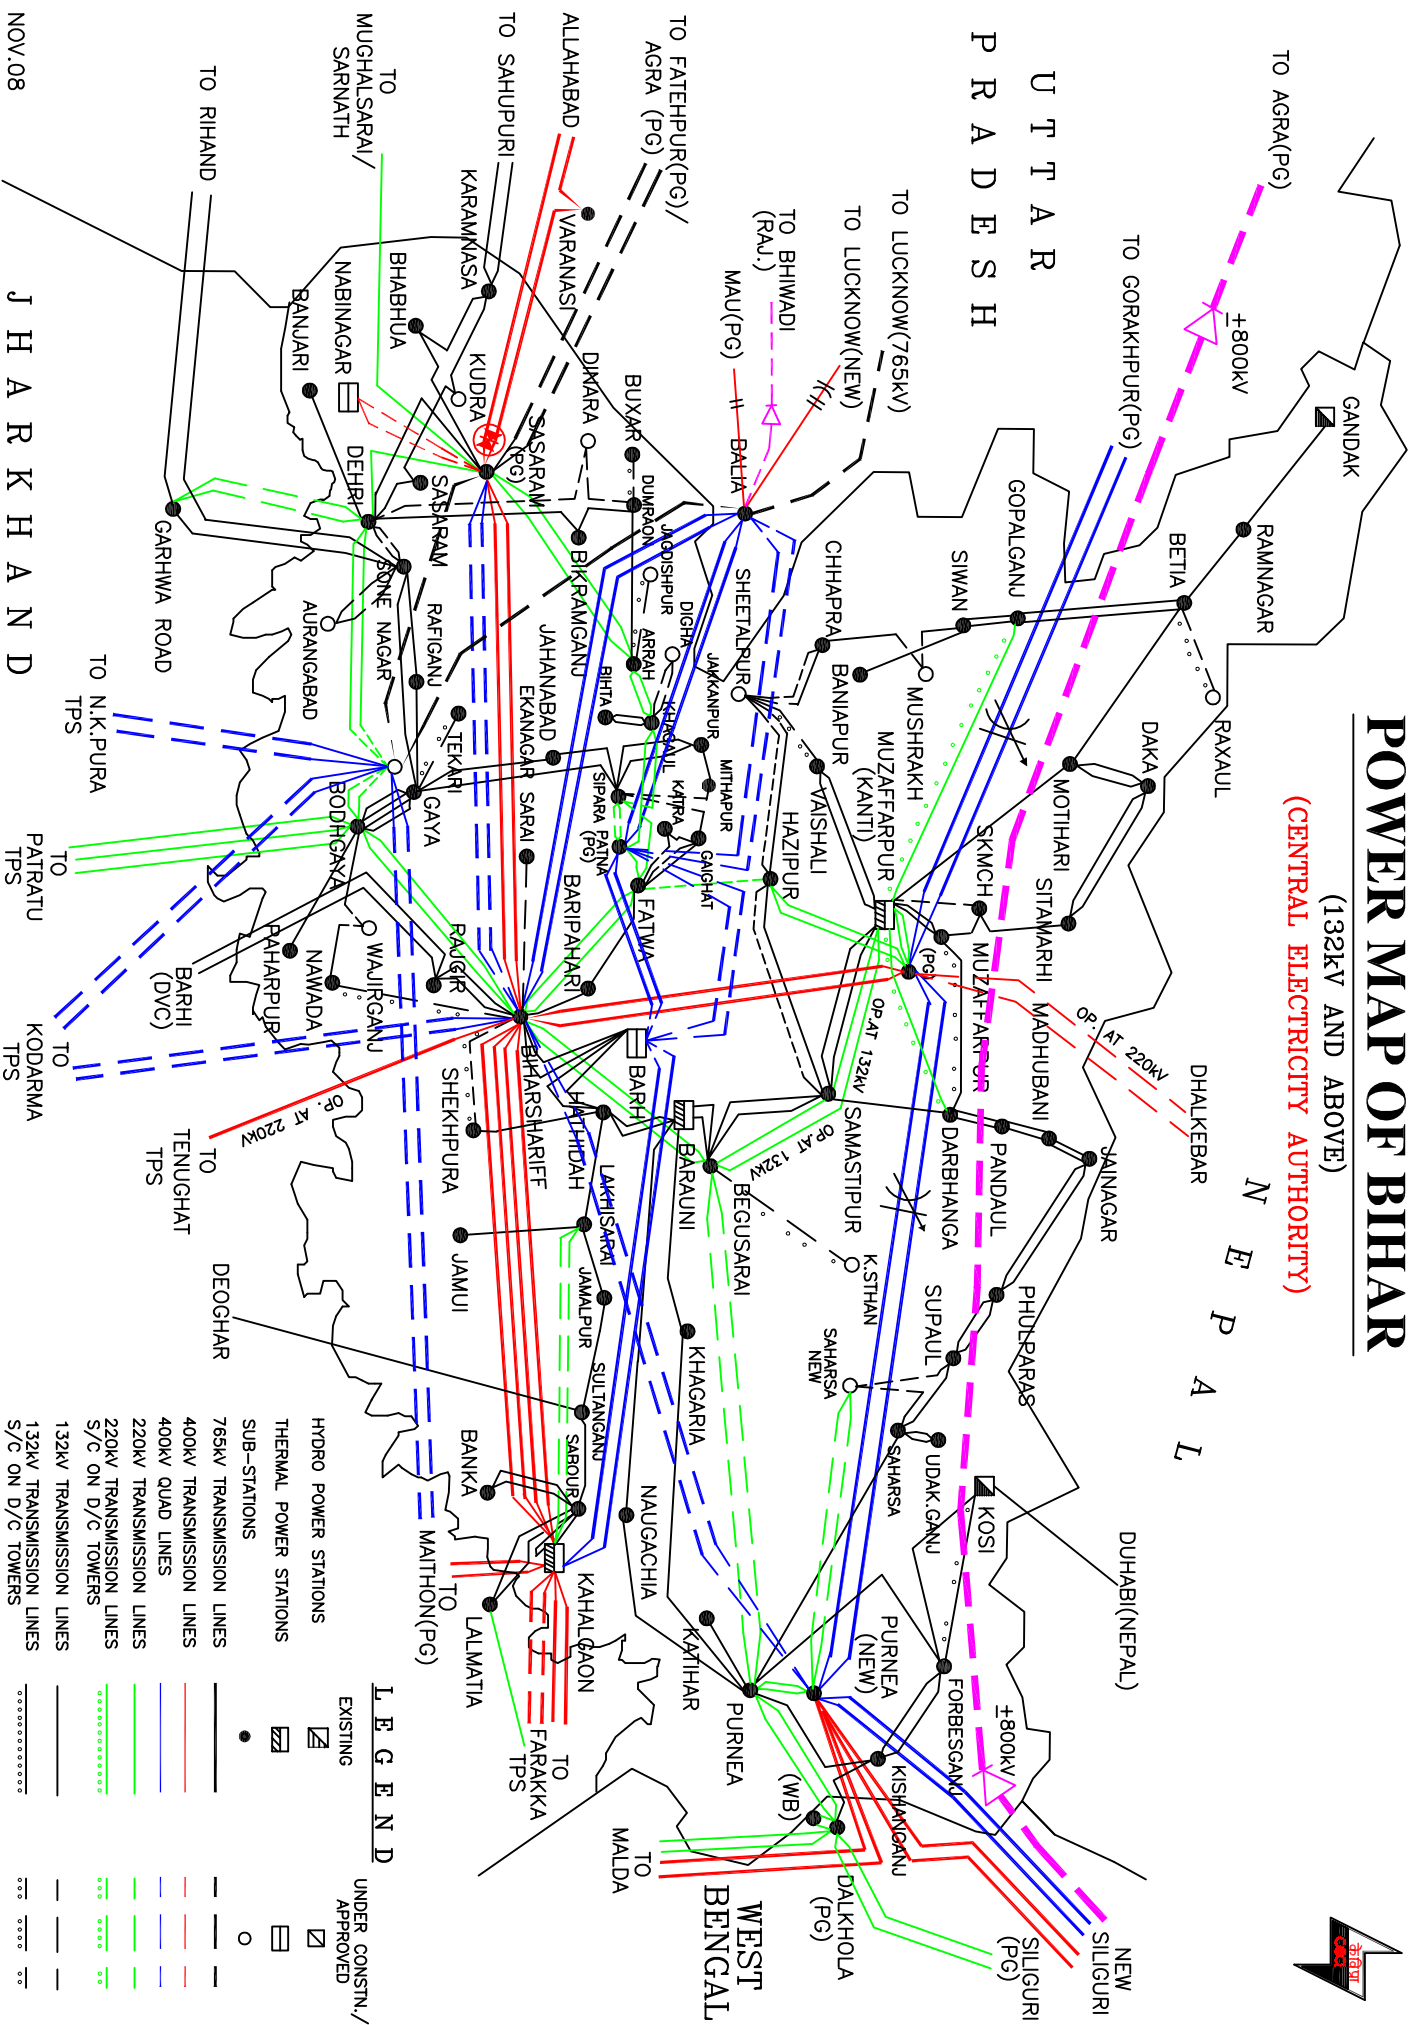 POWER MAP OF BIHAR
(132kV AND ABOVE)
(CENTRAL ELECTRICITY AUTHORITY)
केविप्रा
NEPAL
UTTAR
PRADESH
JHARKHAND
WEST
BENGAL
TO AGRA(PG)
±800kV
GANDAK
RAMNAGAR
TO GORAKHPUR(PG)
BETIA
RAXAUL
GOPALGANJ
SIWAN
DAKA
MOTIHARI
SITAMARHI
TO LUCKNOW(765kV)
TO LUCKNOW(NEW)
TO BHIWADI
(RAJ.)
MAU(PG)
BALIA
CHHAPRA
SHEETALPUR
BANIAPUR
MUSHRAKH
MUZAFFARPUR
(KANTI)
SKMCH
VAISHALI
HAZIPUR
(PG)
MUZAFFARPUR
MADHUBANI
OP. AT 220kV
DHALKEBAR
JAINAGAR
PANDAUL
DARBHANGA
SAMASTIPUR
OP.AT 132kV
OP.AT 132kV
PHULPARAS
SUPAUL
K.STHAN
SAHARSA
NEW
SAHARSA
UDAK.GANJ
KOSI
DUHABI(NEPAL)
FORBESGANJ
±800kV
PURNEA
(NEW)
KISHANGANJ
NEW
SILIGURI
SILIGURI
(PG)
DALKHOLA
(PG)
(WB)
TO
MALDA
PURNEA
KATIHAR
NAUGACHIA
KHAGARIA
BEGUSARAI
BARAUNI
BARH
TO FATEHPUR(PG)/
AGRA (PG)
ALLAHABAD
VARANASI
TO SAHUPURI
KARAMNASA
TO
MUGHALSARAI/
SARNATH
TO RIHAND
BHABHUA
KUDRA
DINARA
BUXAR
DUMRAON
NABINAGAR
BANJARI
SASARAM
(PG)
SASARAM
DEHRI
GARHWA ROAD
SONE NAGAR
AURANGABAD
RAFIGANJ
TEKARI
BIKRAMGANJ
JAGDISHPUR
ARRAH
DIGHA
BIHTA
KHAGAUL
JAKKANPUR
MITHAPUR
KATRA
GAIGHAT
SIPARA
PATNA
(PG)
FATWA
JAHANABAD
EKANAGAR SARAI
BARIPAHARI
GAYA
BODHGAYA
TO N.K.PURA
TPS
TO
PATRATU
TPS
PAHARPUR
BARHI
(DVC)
NAWADA
WAJIRGANJ
RAJGIR
TO
KODARMA
TPS
BIHARSHARIFF
SHEKHPURA
HATHIDAH
OP. AT 220kV
TO
TENUGHAT
TPS
LAKHISARAI
JAMUI
JAMALPUR
DEOGHAR
SULTANGANJ
SABOUR
BANKA
KAHALGAON
LALMATIA
TO
MAITHON(PG)
TO
FARAKKA
TPS
LEGEND
EXISTING
UNDER CONSTN./
APPROVED
HYDRO POWER STATIONS
THERMAL POWER STATIONS
SUB-STATIONS
765kV TRANSMISSION LINES
400kV TRANSMISSION LINES
400kV QUAD LINES
220kV TRANSMISSION LINES
220kV TRANSMISSION LINES
S/C ON D/C TOWERS
132kV TRANSMISSION LINES
132kV TRANSMISSION LINES
S/C ON D/C TOWERS
NOV.08